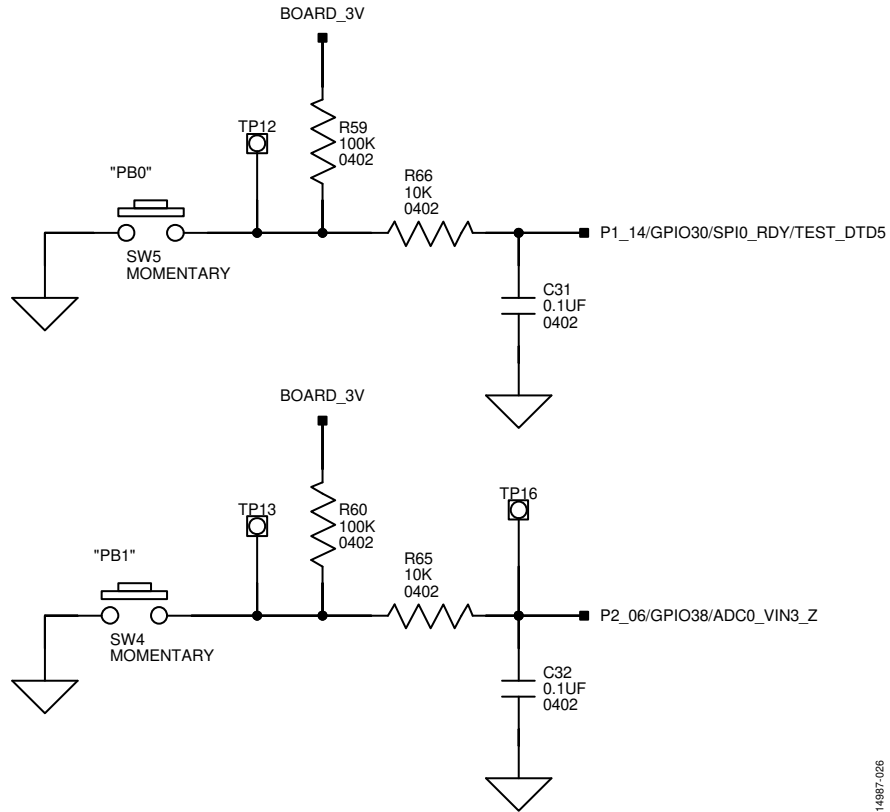 BOARD_3V
TP12
R59
100K
0402
"PB0"
R66
10K
0402
P1_14/GPIO30/SPI0_RDY/TEST_DTD5
SW5
MOMENTARY
C31
0.1UF
0402
BOARD_3V
TP13
R60
100K
0402
TP16
"PB1"
R65
10K
0402
P2_06/GPIO38/ADC0_VIN3_Z
SW4
MOMENTARY
C32
0.1UF
0402
14987-026